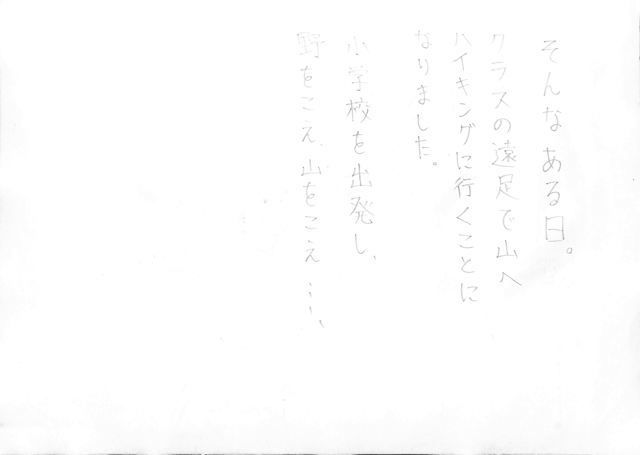 そんなある日。
クラスの遠足で山へ
ハイキングに行くことに
なりました。
小学校を出発し、
野をこえ、山をこえ……、